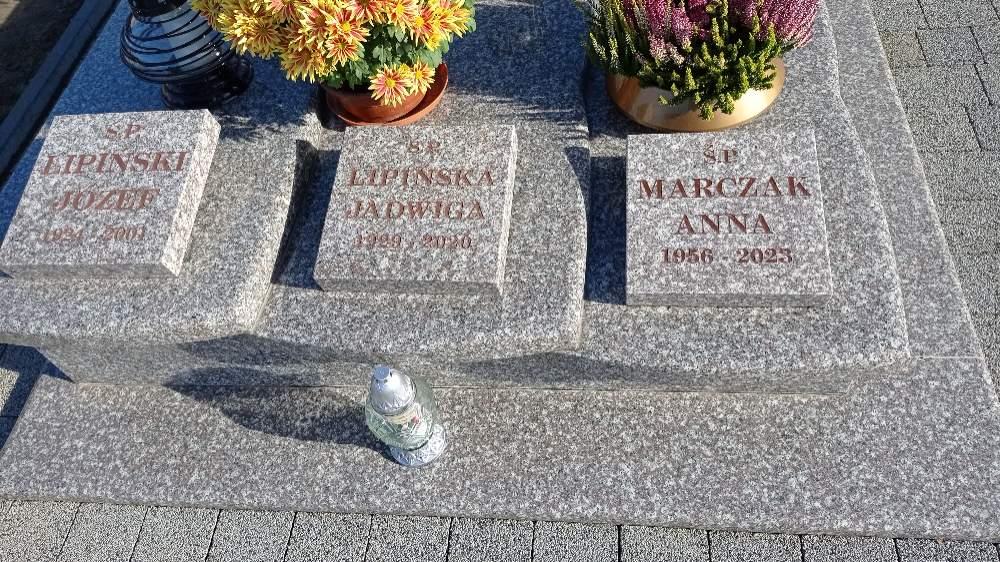 Ś.P.
LIPIŃSKI
JÓZEF
1924 - 2001
Ś.P.
LIPIŃSKA
JADWIGA
1929 - 2020
Ś.P.
MARCZAK
ANNA
1956 - 2023